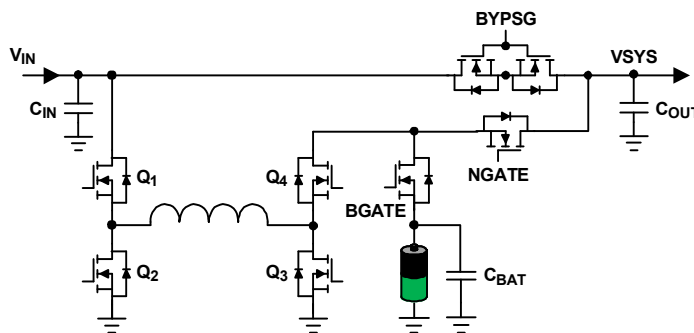 BYPSG
VIN
VSYS
CIN
COUT
NGATE
Q1
Q4
BGATE
Q2
Q3
CBAT